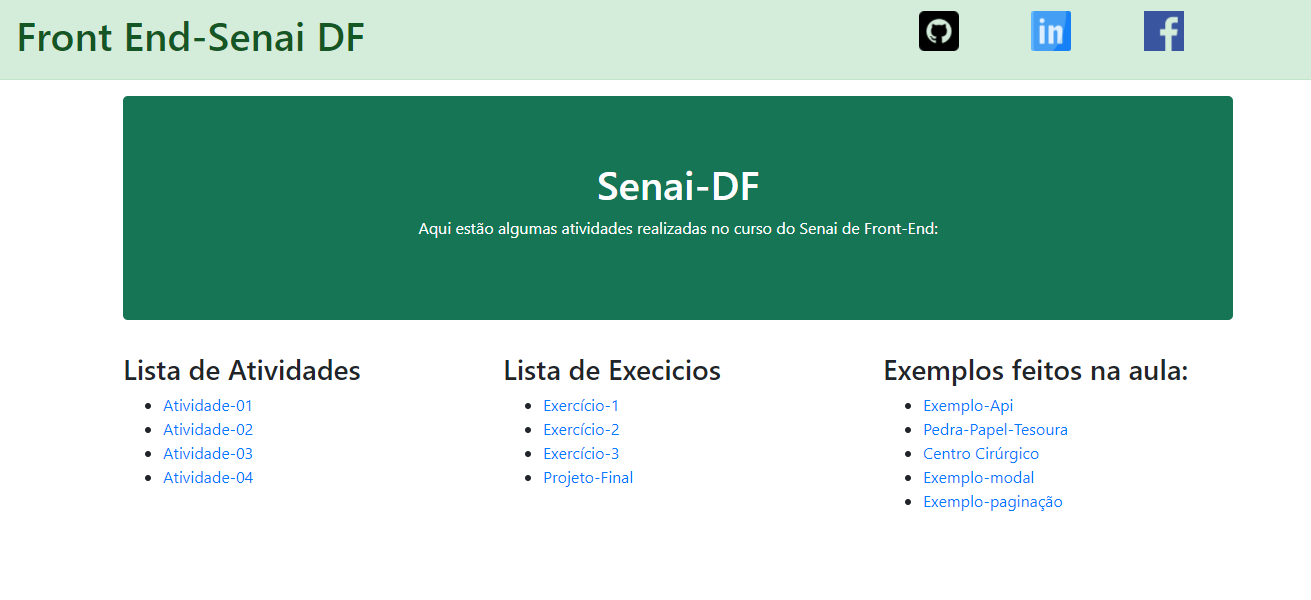 Front End-Senai DF
in
f
Senai-DF
Aqui estão algumas atividades realizadas no curso do Senai de Front-End:
Lista de Atividades
Atividade-01
Atividade-02
Atividade-03
Atividade-04
Lista de Execicios
Exercício-1
Exercício-2
Exercício-3
Projeto-Final
Exemplos feitos na aula:
Exemplo-Api
Pedra-Papel-Tesoura
Centro Cirúrgico
Exemplo-modal
Exemplo-paginação